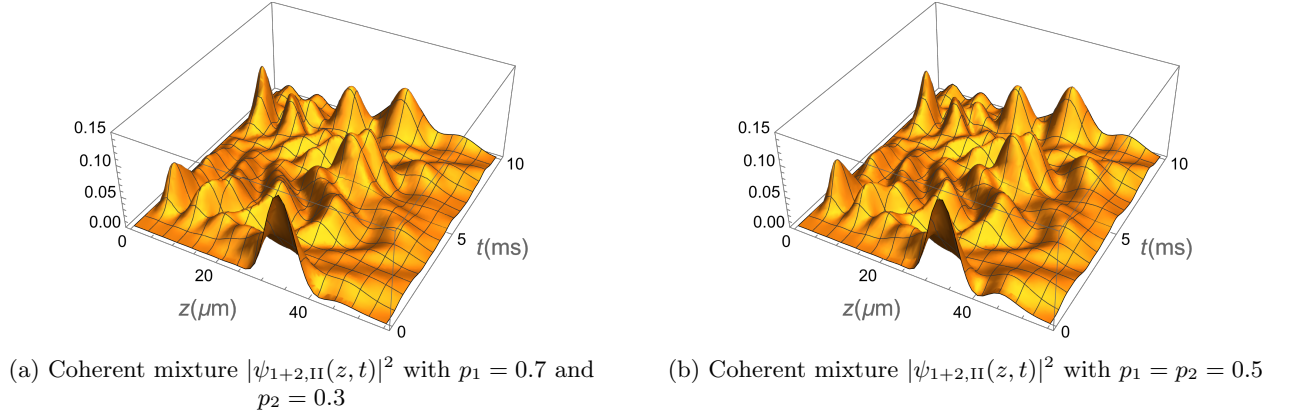 0.15
0.10
0.05
0.00
0
20
40
z(μm)
0
5
10
t(ms)
(a) Coherent mixture |ψ₁₊₂,II(z, t)|² with p₁ = 0.7 and
p₂ = 0.3
0.15
0.10
0.05
0.00
0
20
40
z(μm)
0
5
10
t(ms)
(b) Coherent mixture |ψ₁₊₂,II(z, t)|² with p₁ = p₂ = 0.5